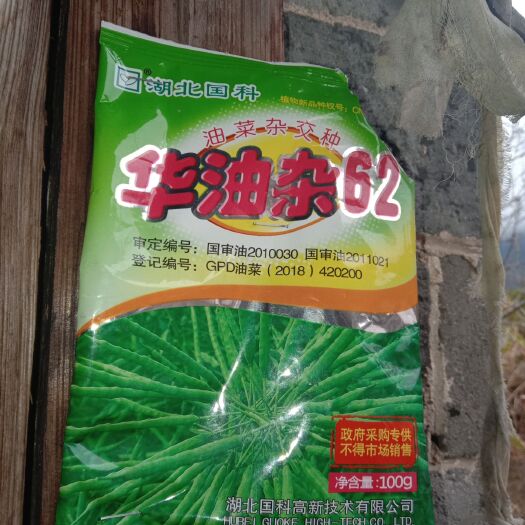 ® 湖北国科
植物新品种权号：C
油菜杂交种
华油杂62
审定编号：国审油2010030 国审油2011021
登记编号：GPD油菜（2018）420200
政府采购专供
不得市场销售
净含量：100g
湖北国科高新技术有限公司
HUBEI GUOKE HIGH-TECH CO.,LTD.